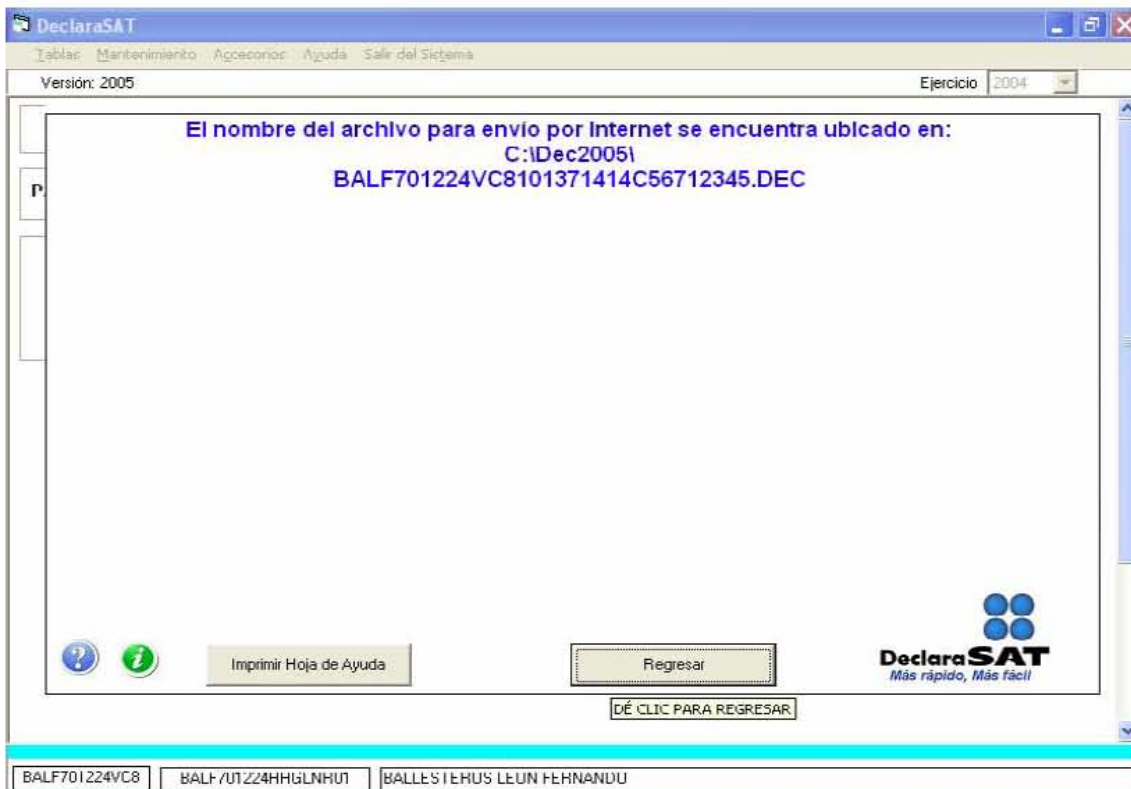 DeclaraSAT
Tablas Mantenimiento Accesorios Ayuda Salir del Sistema
Versión: 2005 Ejercicio 2004
El nombre del archivo para envío por Internet se encuentra ubicado en:
C:\Dec2005\
BALF701224VC8101371414C56712345.DEC
P.
Imprimir Hoja de Ayuda Regresar
DeclaraSAT
Más rápido, Más fácil
DÉ CLIC PARA REGRESAR
BALF701224VC8 BALF701224HHGLNR01 BALLESTEROS LEON FERNANDO